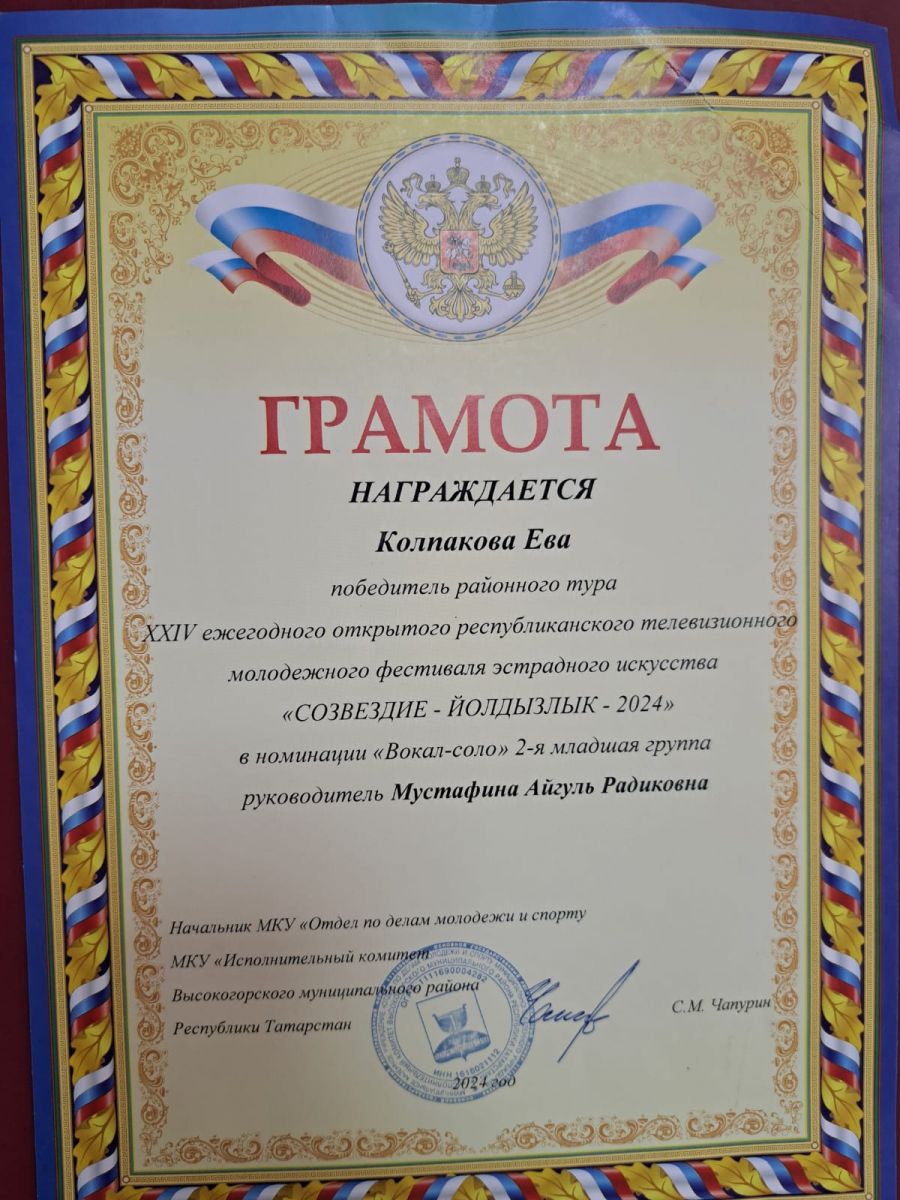 ГРАМОТА
НАГРАЖДАЕТСЯ
Колпакова Ева
победитель районного тура
XXIV ежегодного открытого республиканского телевизионного
молодежного фестиваля эстрадного искусства
«СОЗВЕЗДИЕ - ЙОЛДЫЗЛЫК - 2024»
в номинации «Вокал-соло» 2-я младшая группа
руководитель Мустафина Айгуль Радиковна
Начальник МКУ «Отдел по делам молодежи и спорту
МКУ «Исполнительный комитет
Высокогорского муниципального района
Республики Татарстан
С.М. Чапурин
ИНН 1616021112
2024 год